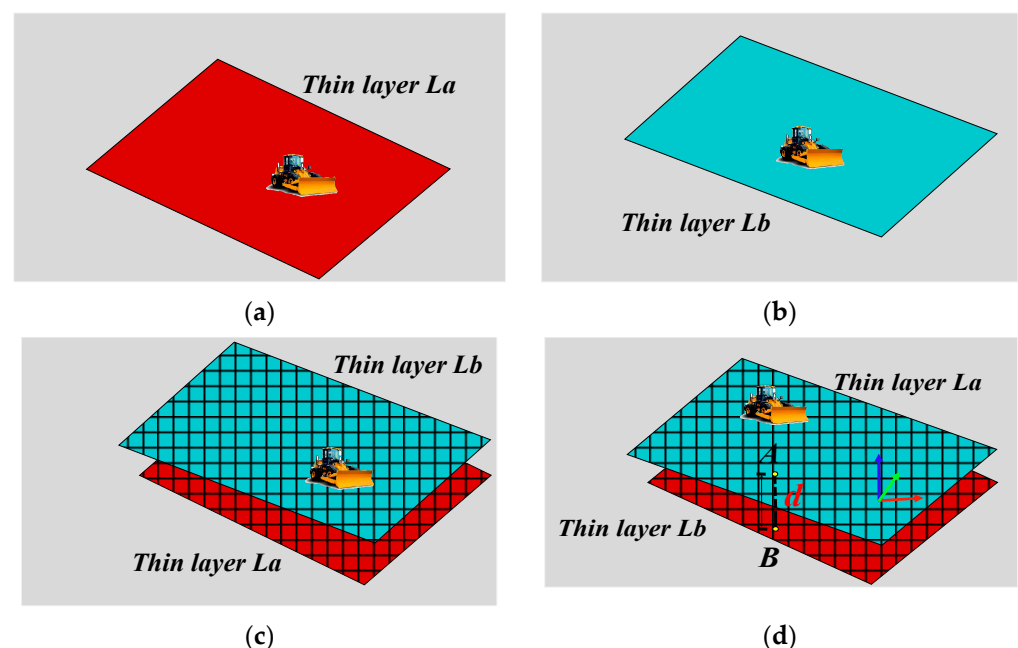 Thin layer La
Thin layer Lb
(a)
(b)
Thin layer Lb
Thin layer La
(c)
Thin layer La
A
d
Thin layer Lb
B
(d)